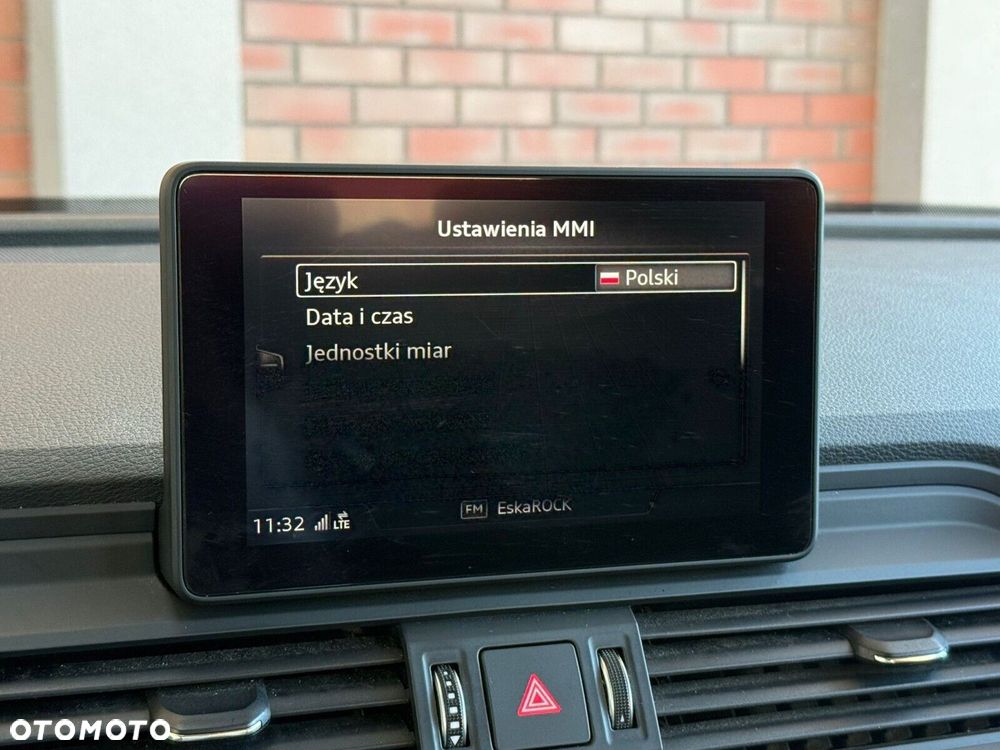 Ustawienia MMI
Język Polski
Data i czas
Jednostki miar
FM EskaROCK
11:32 LTE
OTOMOTO